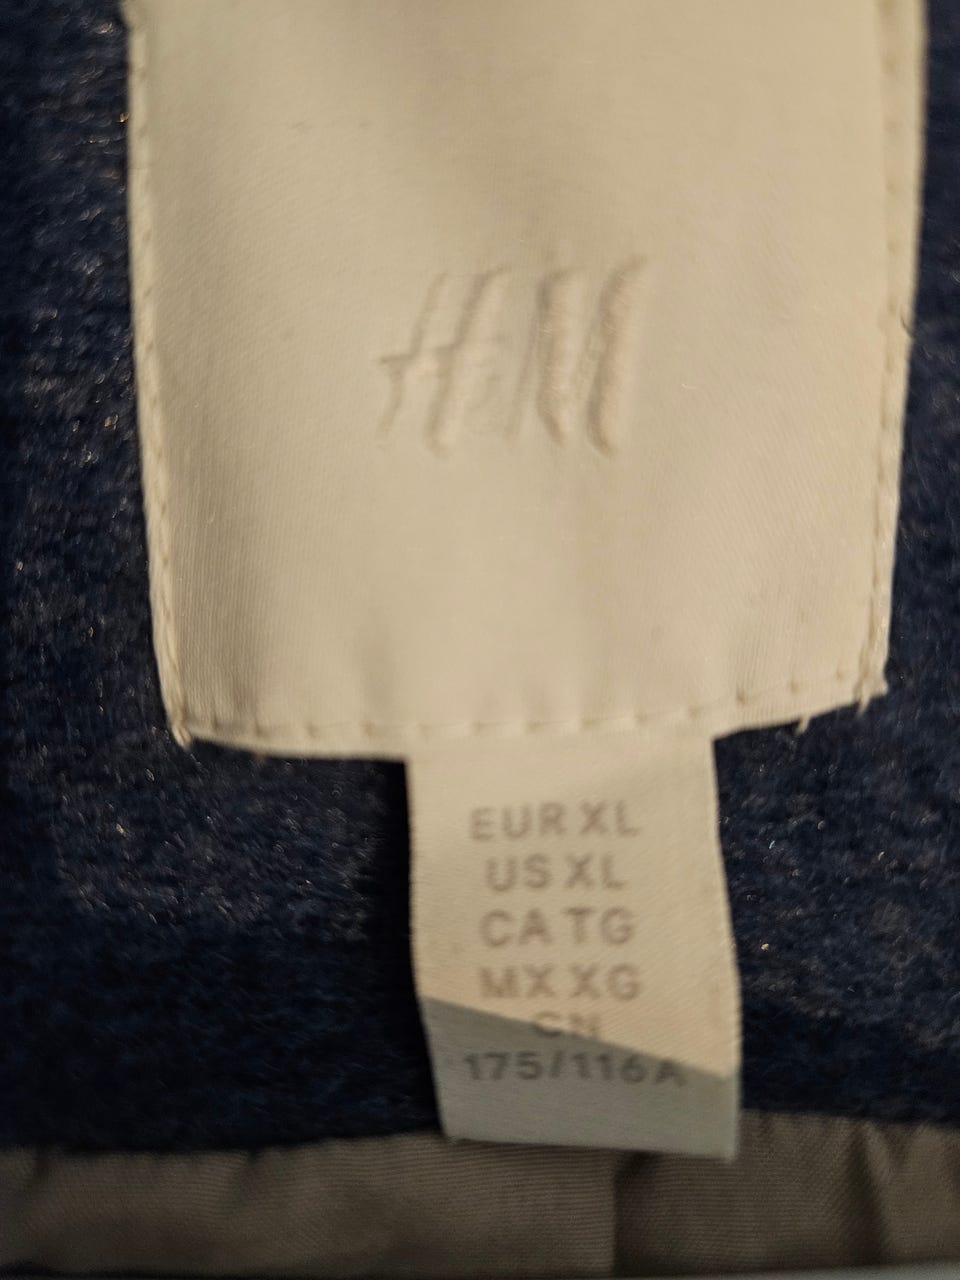 H&M
EUR XL
US XL
CA TG
MX XG
CN
175/116A